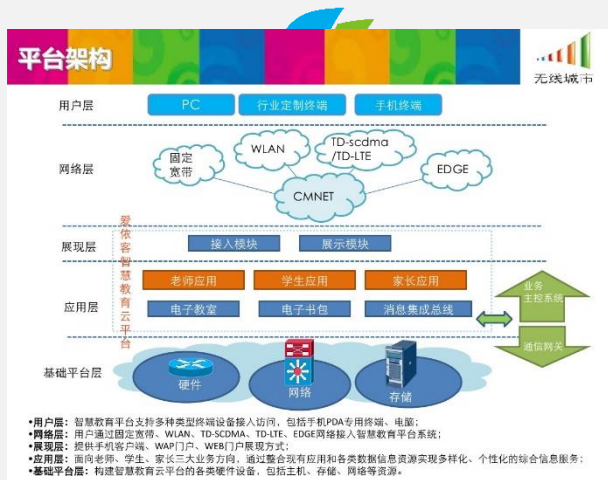 平台架构
无线城市
用户层
PC
行业定制终端
手机终端
网络层
固定
宽带
WLAN
TD-scdma
/TD-LTE
EDGE
CMNET
爱侬客智慧教育云平台
展现层
接入模块
展示模块
应用层
老师应用
学生应用
家长应用
电子教室
电子书包
消息集成总线
业务
主控系统
通信网关
基础平台层
硬件
网络
存储
•用户层：智慧教育平台支持多种类型终端设备接入访问，包括手机PDA专用终端、电脑；
•网络层：用户通过固定宽带、WLAN、TD-SCDMA、TD-LTE、EDGE网络接入智慧教育平台系统；
•展现层：提供手机客户端、WAP门户、WEB门户展现方式；
•应用层：面向老师、学生、家长三大业务方向，通过整合现有应用和各类数据信息资源实现多样化、个性化的综合信息服务；
•基础平台层：构建智慧教育云平台的各类硬件设备，包括主机、存储、网络等资源。